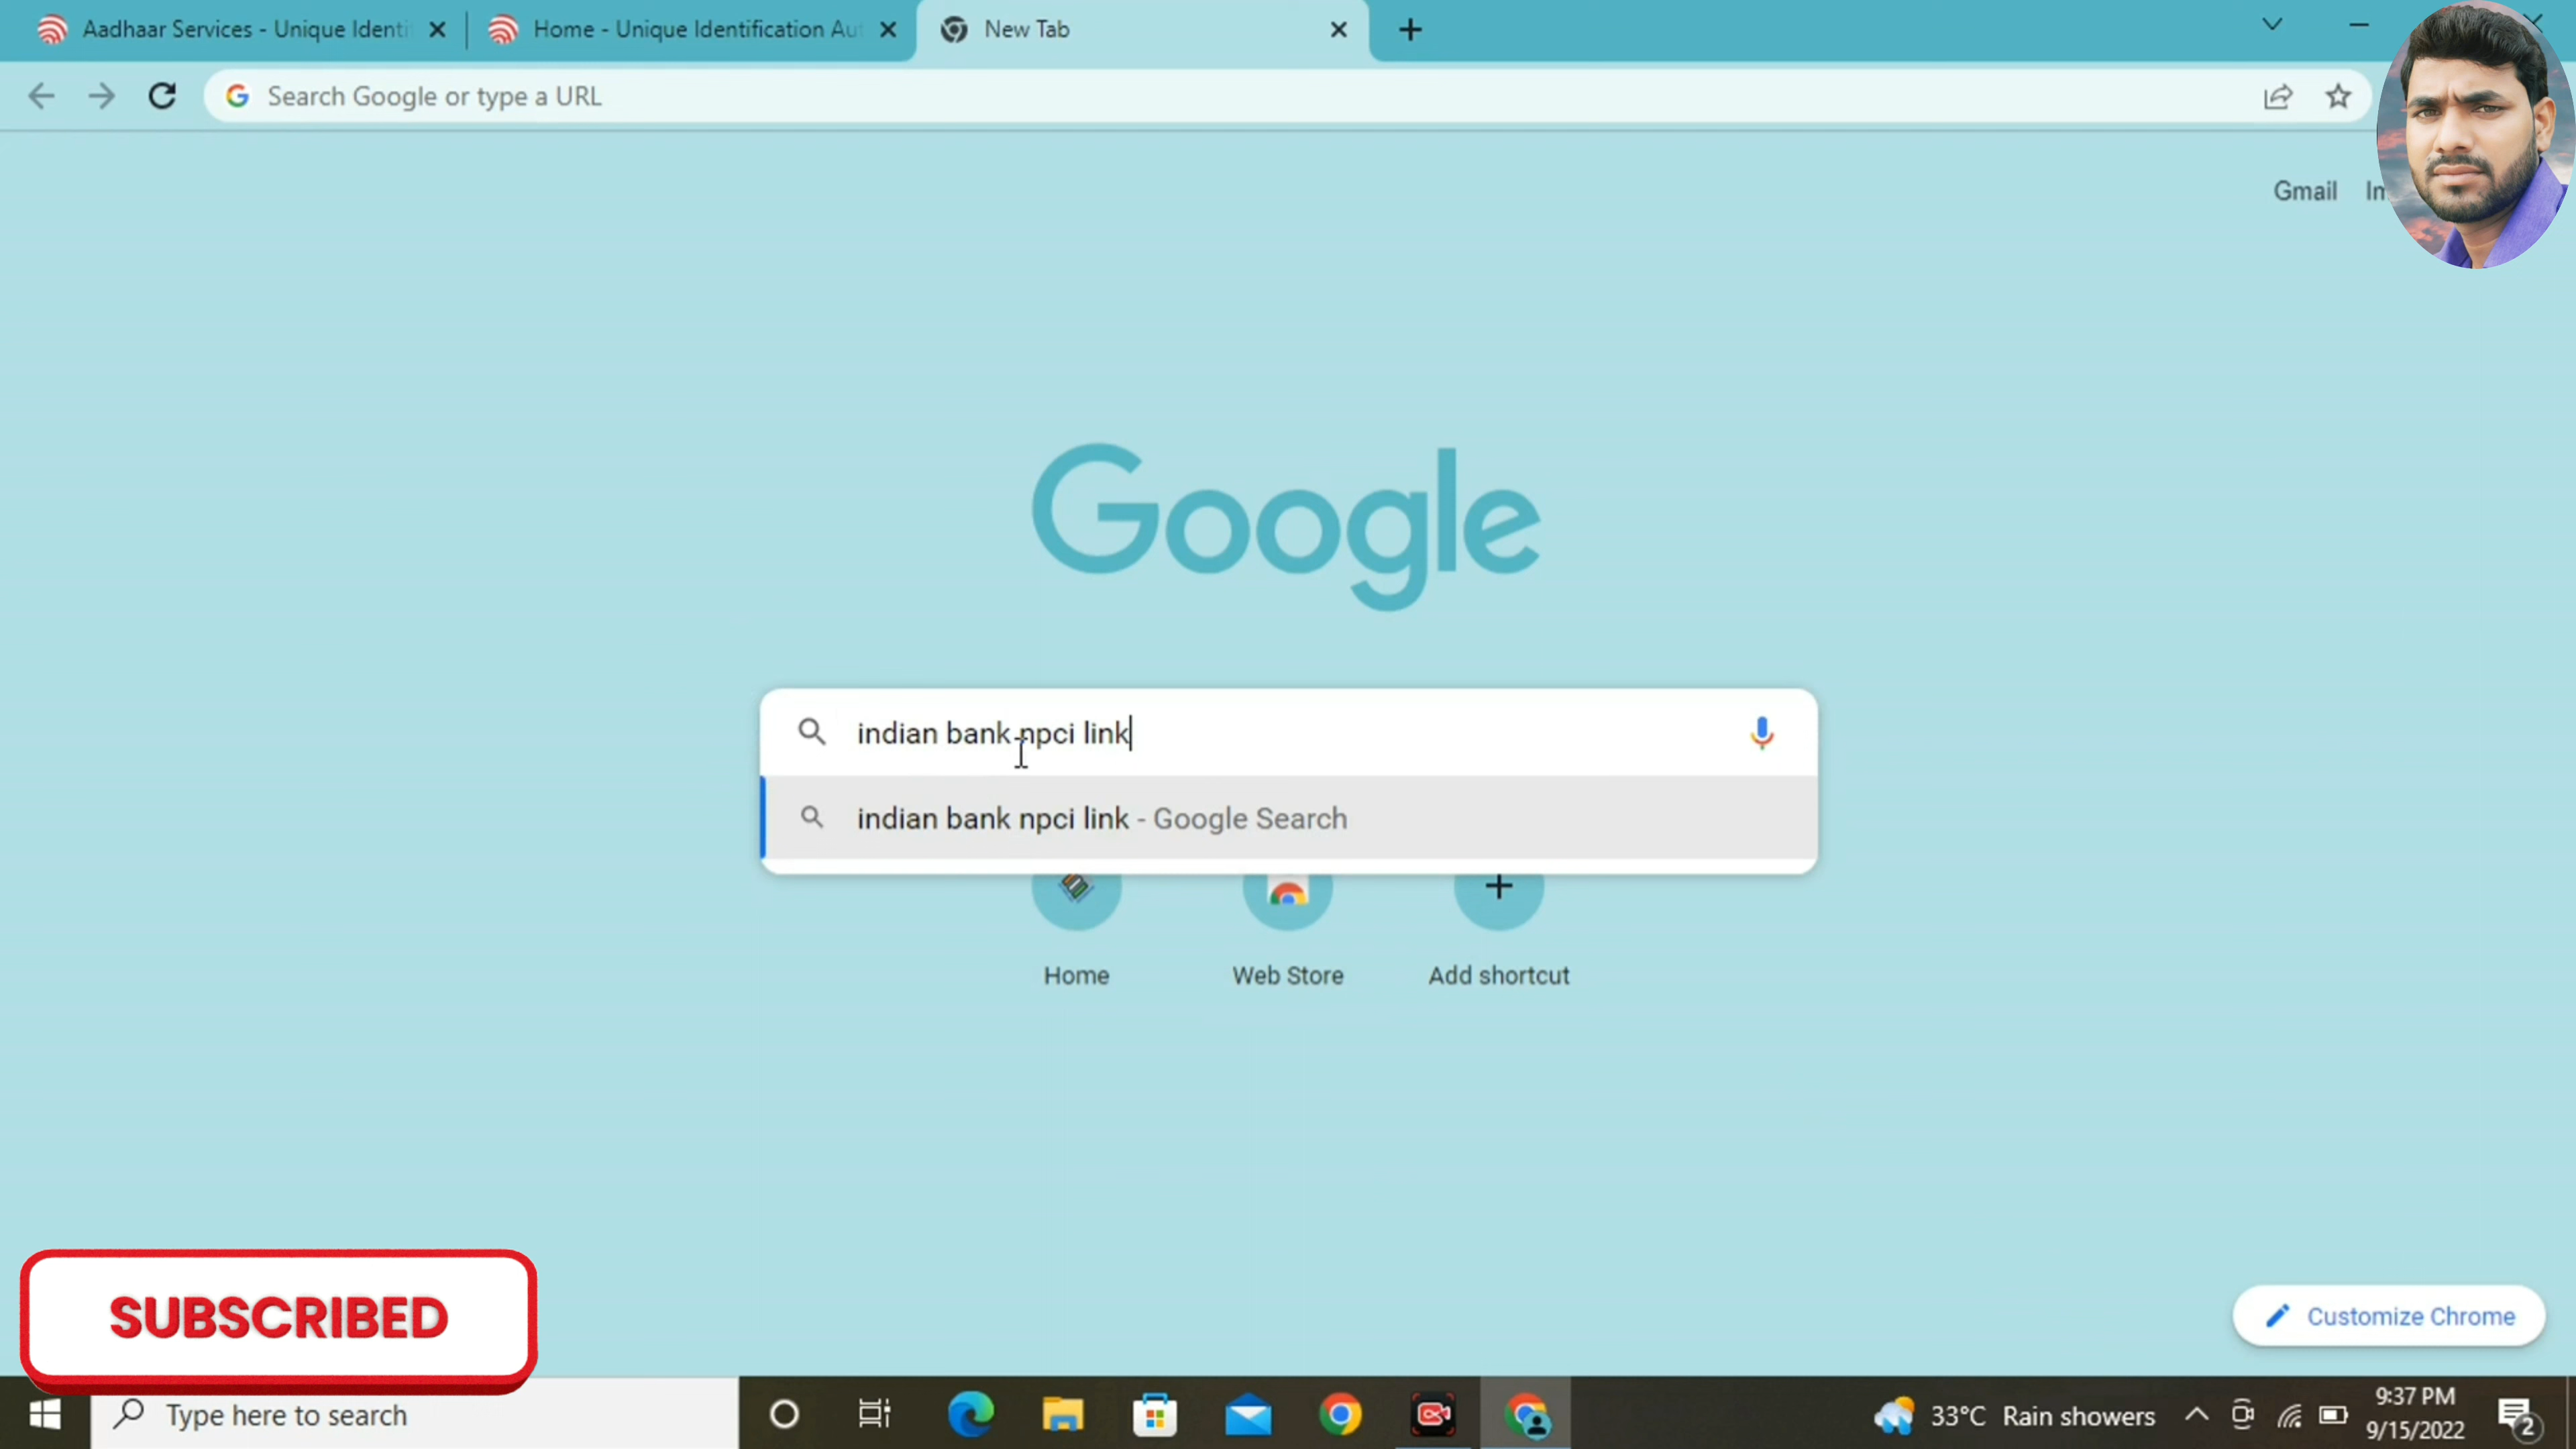 Aadhaar Services - Unique Identi
Home - Unique Identification Au
New Tab
Search Google or type a URL
Gmail
Google
indian bank npci link
indian bank npci link - Google Search
Home
Web Store
Add shortcut
SUBSCRIBED
Customize Chrome
Type here to search
33°C Rain showers
9:37 PM
9/15/2022
2